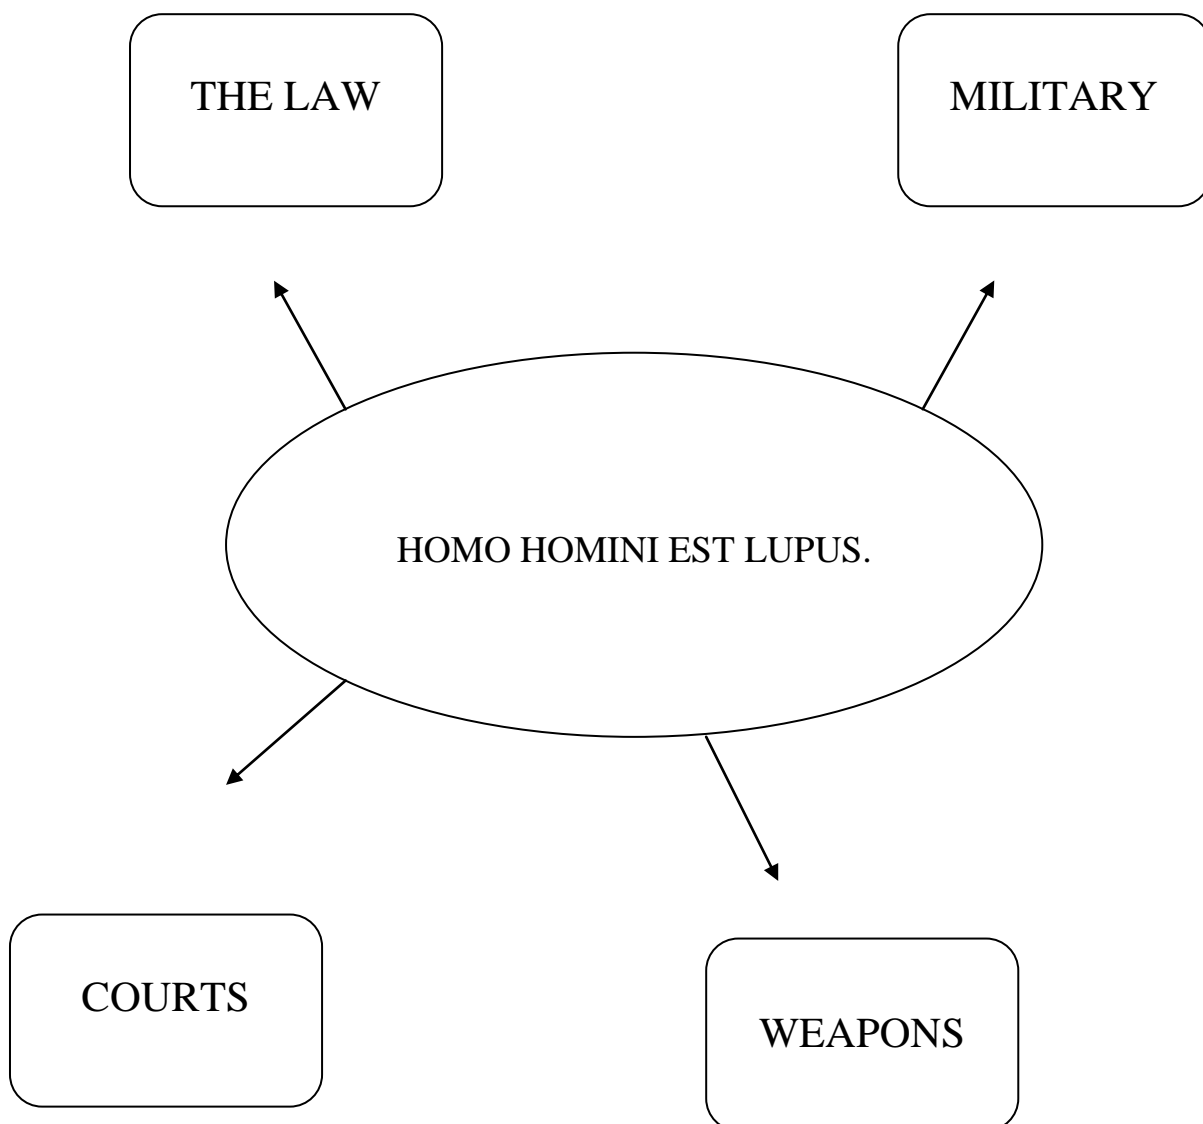 THE LAW
MILITARY
HOMO HOMINI EST LUPUS.
COURTS
WEAPONS